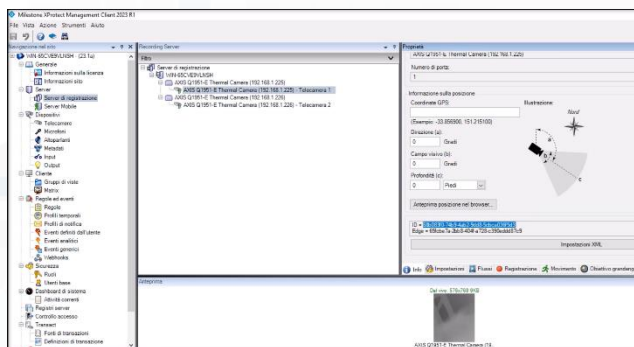 Milestone XProtect Management Client 2023 R1
File Vista Azione Strumenti Aiuto
Navigazione nel sito
WIN-65CVE9VLNSH - (23.1a)
Generale
Informazioni sulla licenza
Informazioni sito
Server
Server di registrazione
Server Mobile
Dispositivi
Telecamere
Microfoni
Altoparlanti
Metadati
Input
Output
Cliente
Gruppi di viste
Matrix
Regole ed eventi
Regole
Profili temporali
Profili di notifica
Eventi definiti dall'utente
Eventi analitici
Eventi generici
Webhooks
Sicurezza
Ruoli
Utenti base
Dashboard di sistema
Attività correnti
Registri server
Controllo accesso
Transact
Fonti di transazioni
Definizioni di transazione
Recording Server
Filtro
Server di registrazione
WIN-65CVE9VLNSH
AXIS Q1951-E Thermal Camera (192.168.1.225)
AXIS Q1951-E Thermal Camera (192.168.1.225) - Telecamera 1
AXIS Q1951-E Thermal Camera (192.168.1.226)
AXIS Q1951-E Thermal Camera (192.168.1.226) - Telecamera 2
Proprietà
AXIS Q1951-E Thermal Camera (192.168.1.225)
Numero di porta:
1
Informazione sulla posizione
Coordinate GPS:
Illustrazione:
(Esempio: -33.856900, 151.215100)
Nord
Direzione (a):
0 Gradi
Campo visivo (b):
0 Gradi
Profondità (c):
0 Piedi
a
b
c
Anteprima posizione nel browser...
ID =
Impostazioni XML
Info Impostazioni Flussi Registrazione Movimento Obiettivo grandang
Anteprima
AXIS Q1951-E Thermal Camera (19...